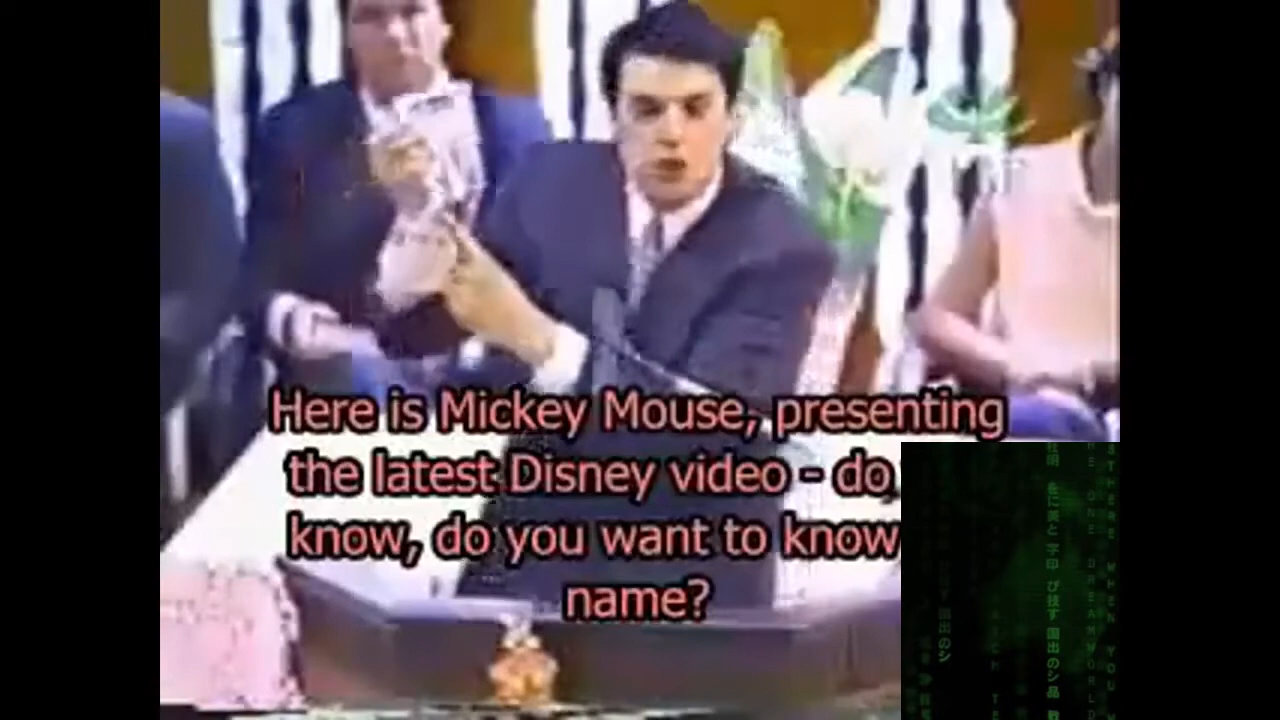 Here is Mickey Mouse, presenting
the latest Disney video - do
know, do you want to know
name?